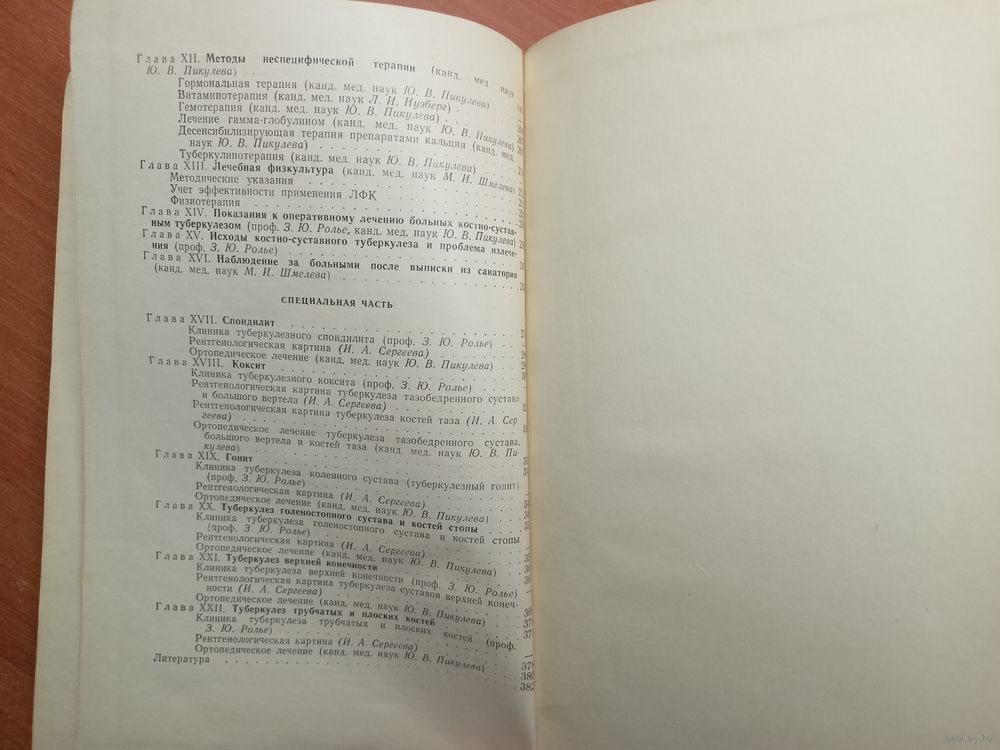 Глава XII. Методы неспецифической терапии (канд. мед. наук
Ю. В. Пикулева) .
Гормональная терапия (канд. мед. наук Ю. В. Пикулева)
Витаминотерапия (канд. мед. наук Л. И. Нузберг) . . .
Гемотерапия (канд. мед. наук Ю. В. Пикулева) . . .
Лечение гамма-глобулином (канд. мед. наук Ю. В. Пикулева)
Десенсибилизирующая терапия препаратами кальция (канд. мед.
наук Ю. В. Пикулева) . . .
Туберкулинотерапия (канд. мед. наук Ю. В. Пикулева) . . .
Глава XIII. Лечебная физкультура (канд. мед. наук М. И. Шмелева)
Методические указания . . .
Учет эффективности применения ЛФК . . .
Физиотерапия . . .
Глава XIV. Показания к оперативному лечению больных костно-сустав-
ным туберкулезом (проф. З. Ю. Ролье, канд. мед. наук Ю. В. Пикулева)
Глава XV. Исходы костно-суставного туберкулеза и проблема излече-
ния (проф. З. Ю. Ролье) . . .
Глава XVI. Наблюдение за больными после выписки из санатория
(канд. мед. наук М. И. Шмелева) . . .
СПЕЦИАЛЬНАЯ ЧАСТЬ
Глава XVII. Спондилит . . .
Клиника туберкулезного спондилита (проф. З. Ю. Ролье) . . —
Рентгенологическая картина (И. А. Сергеева) . . .
Ортопедическое лечение (канд. мед. наук Ю. В. Пикулева) . .
Глава XVIII. Коксит . . .
Клиника туберкулезного коксита (проф. З. Ю. Ролье) . . . —
Рентгенологическая картина туберкулеза тазобедренного сустава
и большого вертела (И. А. Сергеева) . . .
Рентгенологическая картина туберкулеза костей таза (И. А. Сер
геева) . . .
Ортопедическое лечение туберкулеза тазобедренного сустава,
большого вертела и костей таза (канд. мед. наук Ю. В. Пи-
кулева) . . .
Глава XIX. Гонит . . .
Клиника туберкулеза коленного сустава (туберкулезный гонит)
(проф. З. Ю. Ролье) . . .
Рентгенологическая картина (И. А. Сергеева) . . .
Ортопедическое лечение (канд. мед. наук Ю. В. Пикулева) . .
Глава XX. Туберкулез голеностопного сустава и костей стопы . . .
Клиника туберкулеза голеностопного сустава и костей стопы
(проф. З. Ю. Ролье) . . .
Рентгенологическая картина (И. А. Сергеева) . . .
Ортопедическое лечение (канд. мед. наук Ю. В. Пикулева) . .
Глава XXI. Туберкулез верхней конечности . . .
Клиника туберкулеза верхней конечности (проф. З. Ю. Ролье)
Рентгенологическая картина туберкулеза суставов верхней конеч-
ности (И. А. Сергеева) . . .
Ортопедическое лечение (канд. мед. наук Ю. В. Пикулева) . .
Глава XXII. Туберкулез трубчатых и плоских костей . . .
Клиника туберкулеза трубчатых и плоских костей (проф.
З. Ю. Ролье) . . . —
Рентгенологическая картина (И. А. Сергеева) . . . 378
Ортопедическое лечение (канд. мед. наук Ю. В. Пикулева) . . 380
Литература . . . 382
www.ay.by